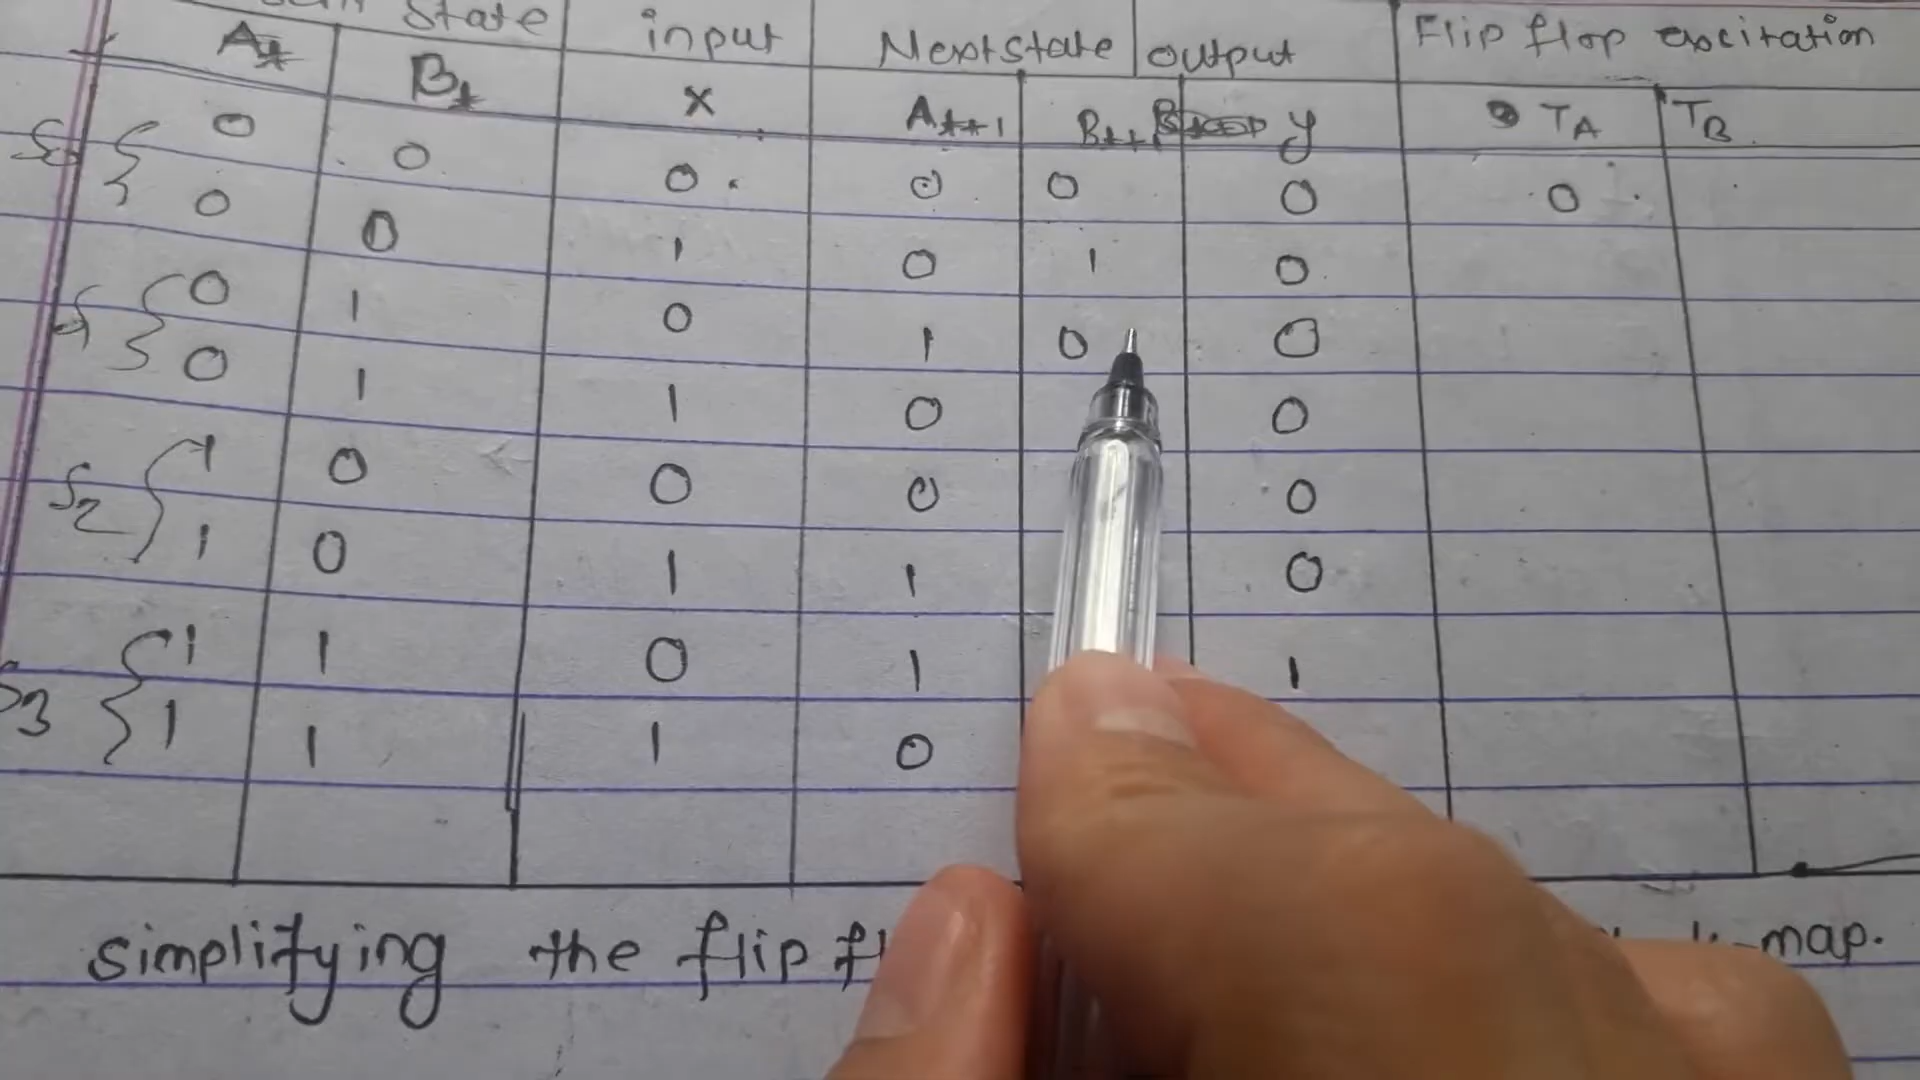 State input Next state output Flip flop excitation
At Bt X At+1 Bt+1 y TA TB
S0 0 0 0 0 0 0 0
0 0 1 0 1 0
S1 0 1 0 1 0 0
0 1 1 0 0
S2 1 0 0 0 0
1 0 1 1 0
S3 1 1 0 1 1
1 1 1 0
simplifying the flip k-map.